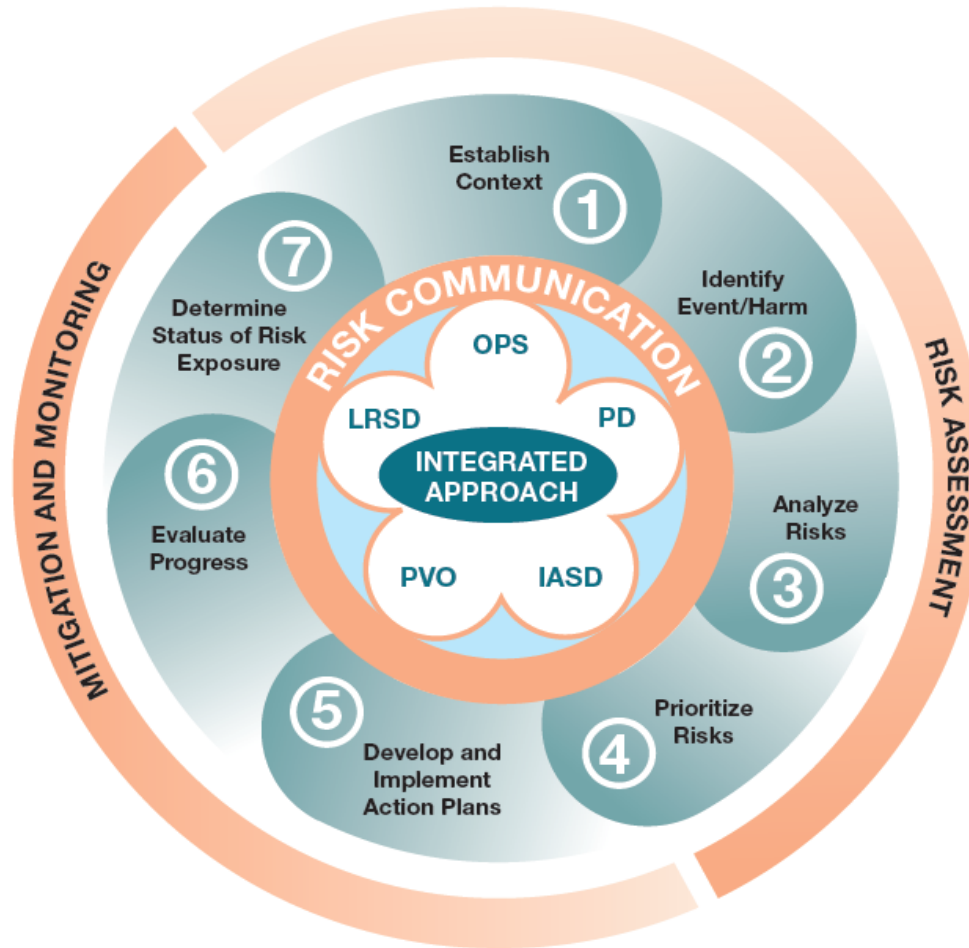 Establish
Context
1
Identify
Event/Harm
2
Analyze
Risks
3
Prioritize
Risks
4
5
Develop and
Implement
Action Plans
6
Evaluate
Progress
7
Determine
Status of Risk
Exposure
RISK ASSESSMENT
MITIGATION AND MONITORING
RISK COMMUNICATION
OPS
LRSD
PD
INTEGRATED
APPROACH
PVO
IASD